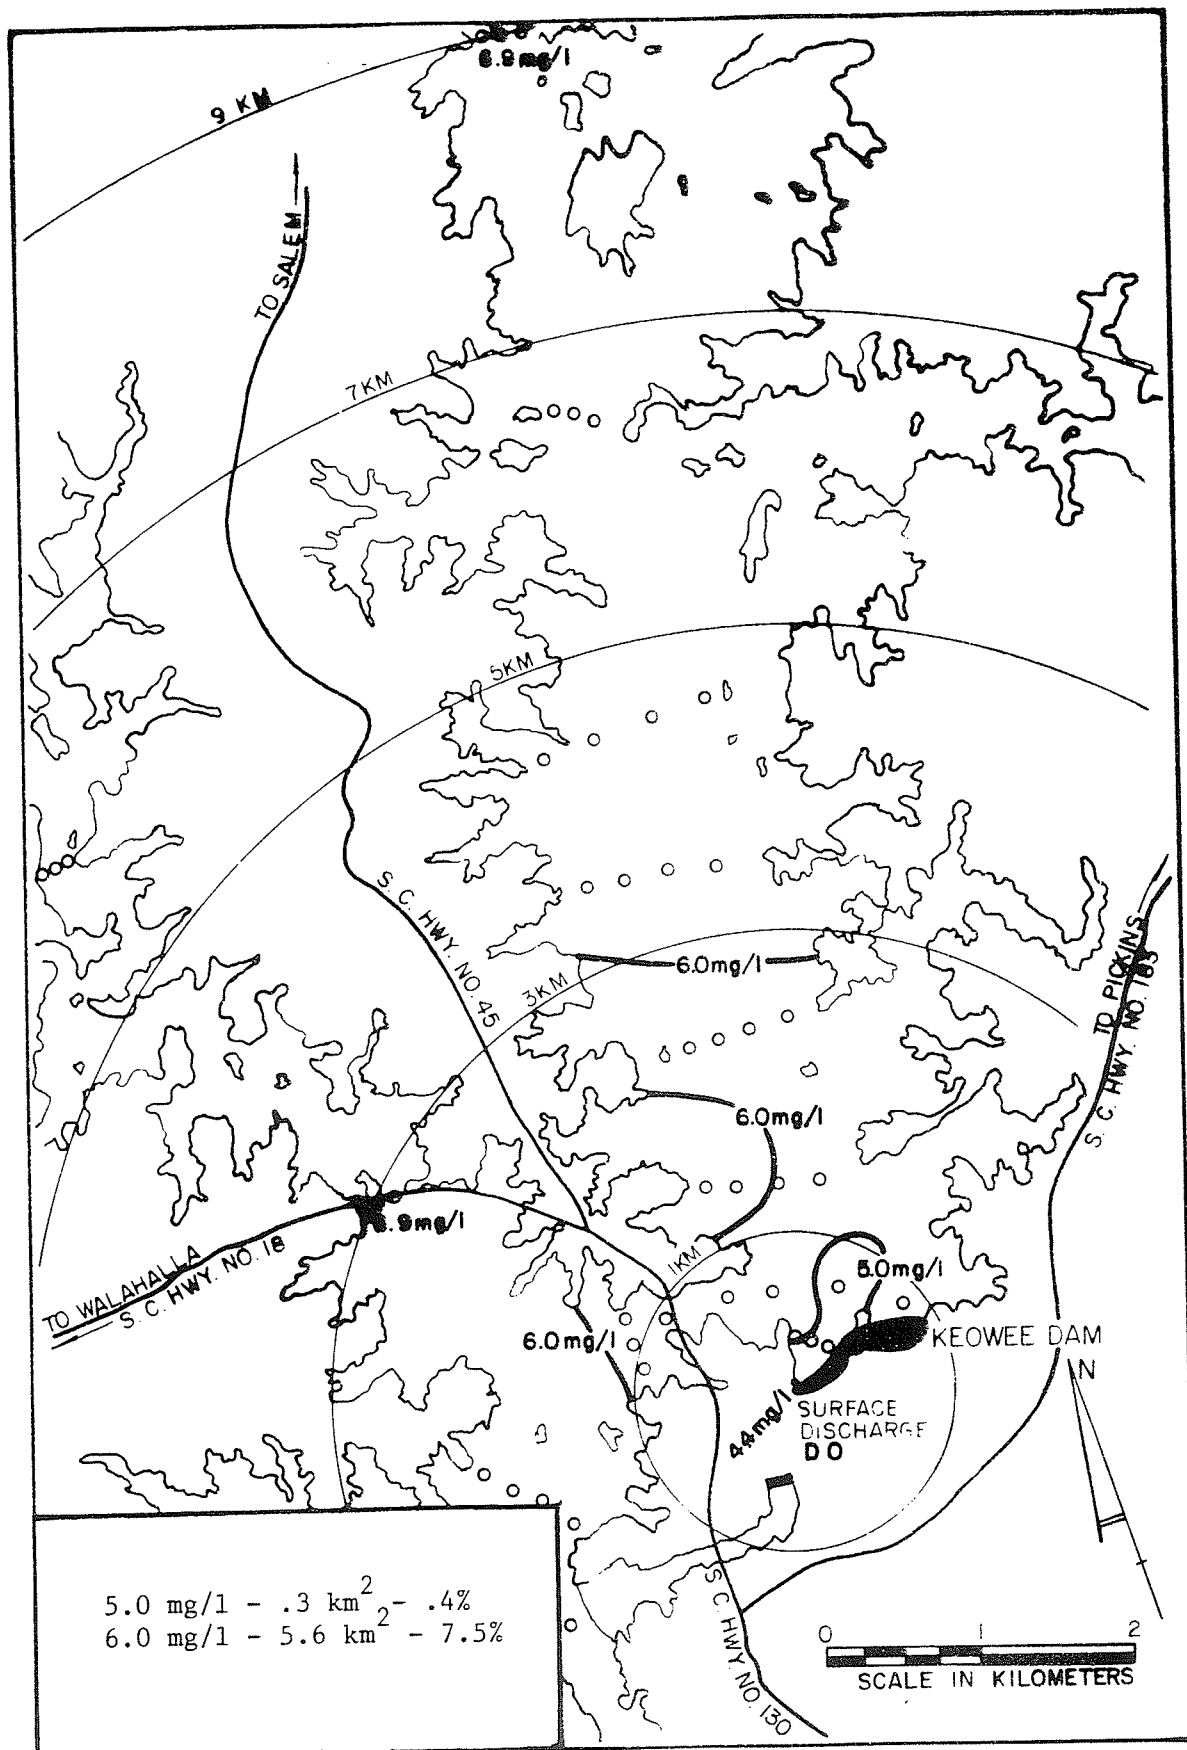 6.9 mg/l
9 KM
TO SALEM
7KM
5KM
S. C. HWY. NO. 45
3KM
6.0mg/l
TO PICKINS
S. C. HWY. NO. 183
6.0mg/l
6.9mg/l
TO WALAHALLA
S. C. HWY. NO. 18
1KM
5.0mg/l
6.0mg/l
KEOWEE DAM
N
4.4mg/l
SURFACE
DISCHARGE
DO
S. C. HWY. NO. 130
5.0 mg/l - .3 km2 - .4%
6.0 mg/l - 5.6 km2 - 7.5%
0 1 2
SCALE IN KILOMETERS